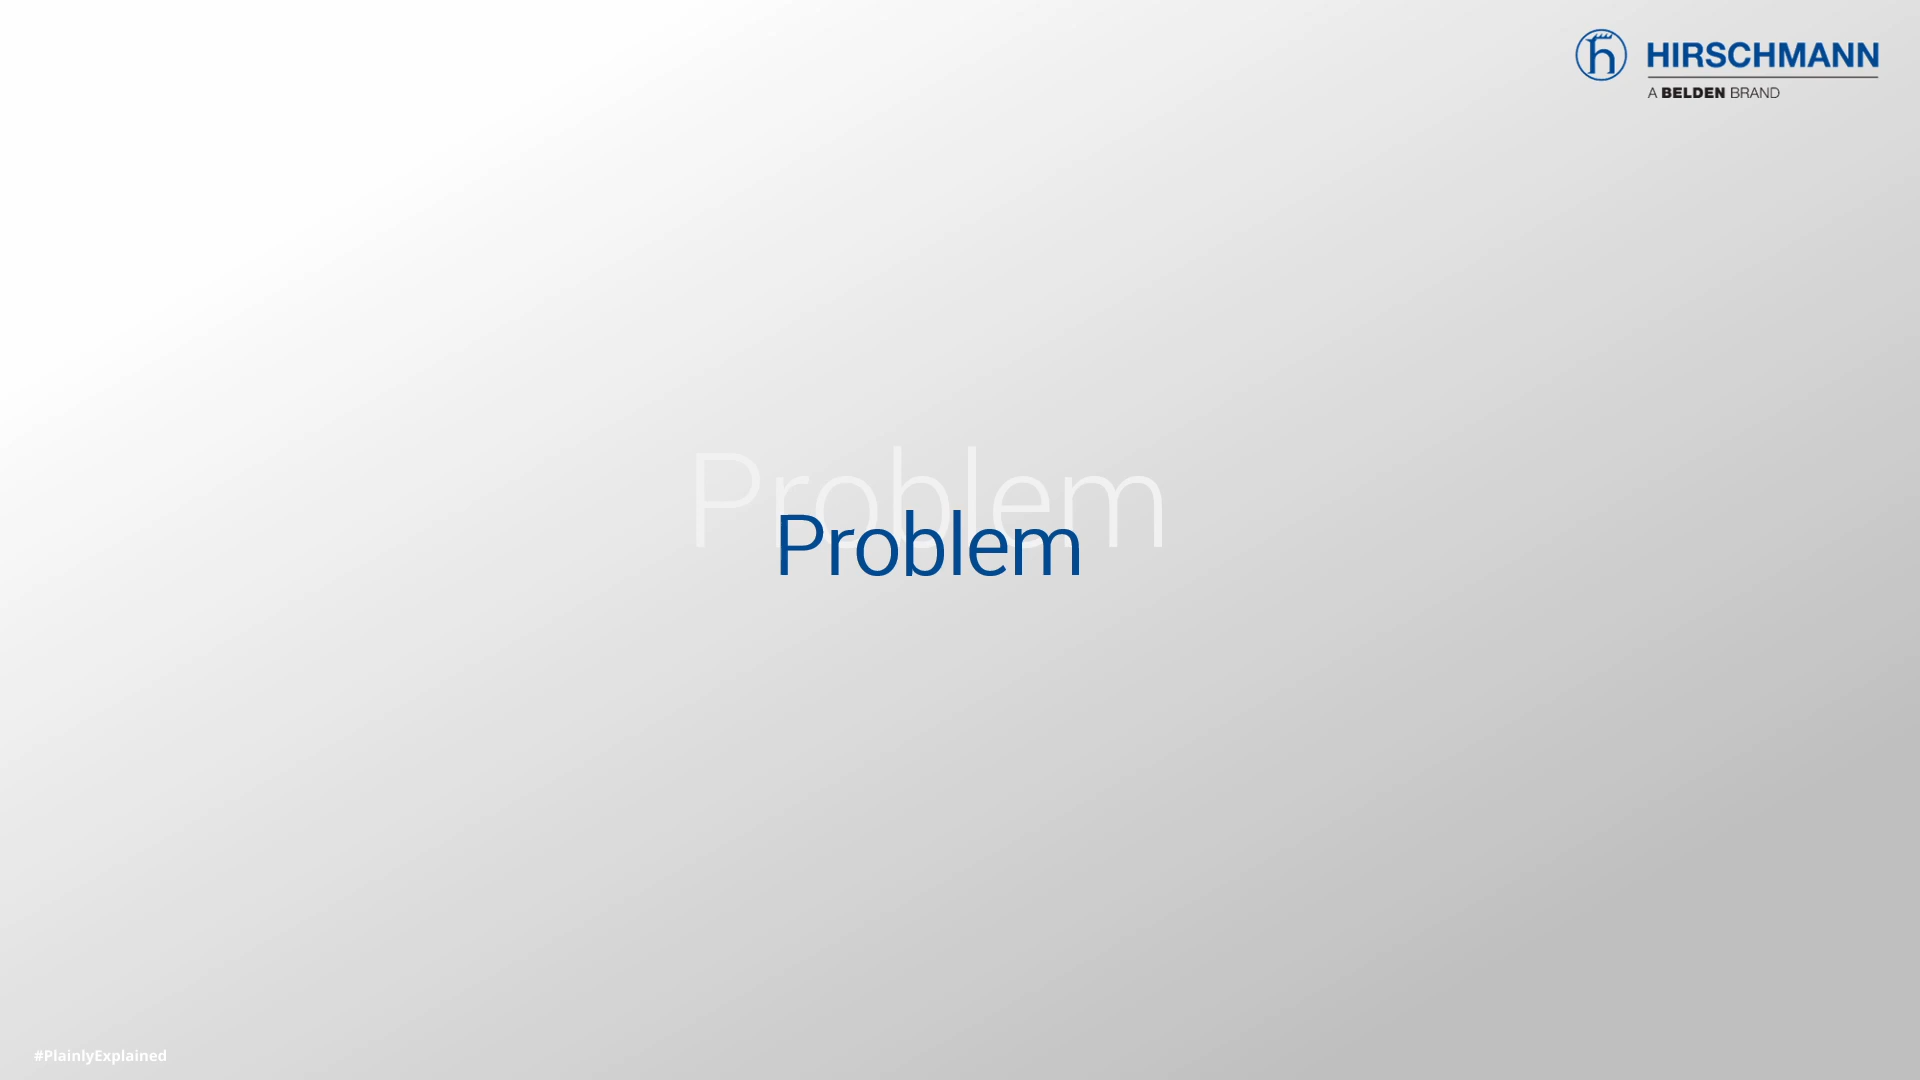 HIRSCHMANN
A BELDEN BRAND
Problem
Problem
#PlainlyExplained